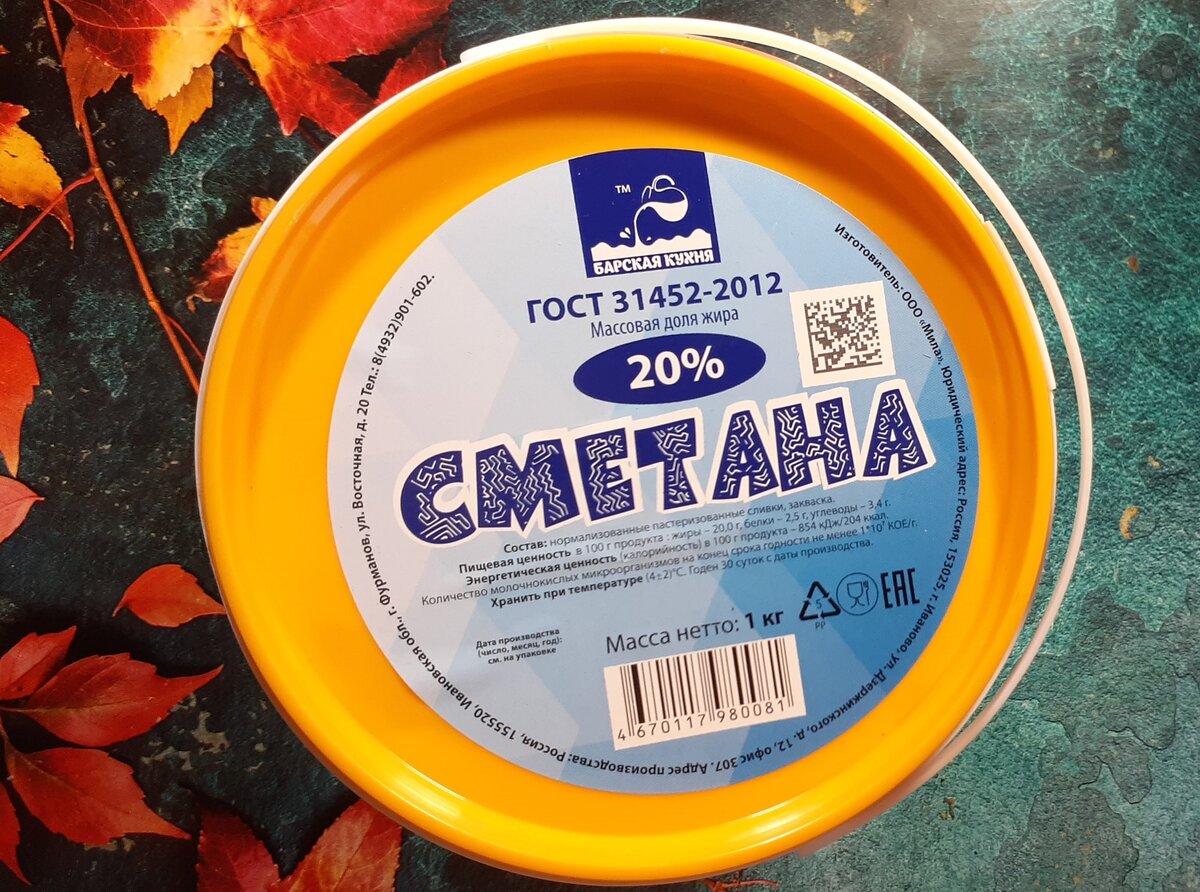 ™
БАРСКАЯ КУХНЯ
ГОСТ 31452-2012
Массовая доля жира
20%
СМЕТАНА
Состав: нормализованные пастеризованные сливки, закваска.
Пищевая ценность в 100 г продукта : жиры – 20,0 г, белки – 2,5 г, углеводы – 3,4 г.
Энергетическая ценность (калорийность) в 100 г продукта – 854 кДж/204 ккал.
Количество молочнокислых микроорганизмов на конец срока годности не менее 1*10⁷ КОЕ/г.
Хранить при температуре (4±2)°С. Годен 30 суток с даты производства.
Дата производства
(число, месяц, год):
см. на упаковке
Масса нетто: 1 кг
5
PP
EAC
4 670117 980081
Изготовитель: ООО «Мила». Юридический адрес: Россия, 153025, г. Иваново, ул. Дзержинского, д. 12, офис 307. Адрес производства: Россия, 155520, Ивановская обл., г. Фурманов, ул. Восточная, д. 20 Тел.: 8(4932)901-602.